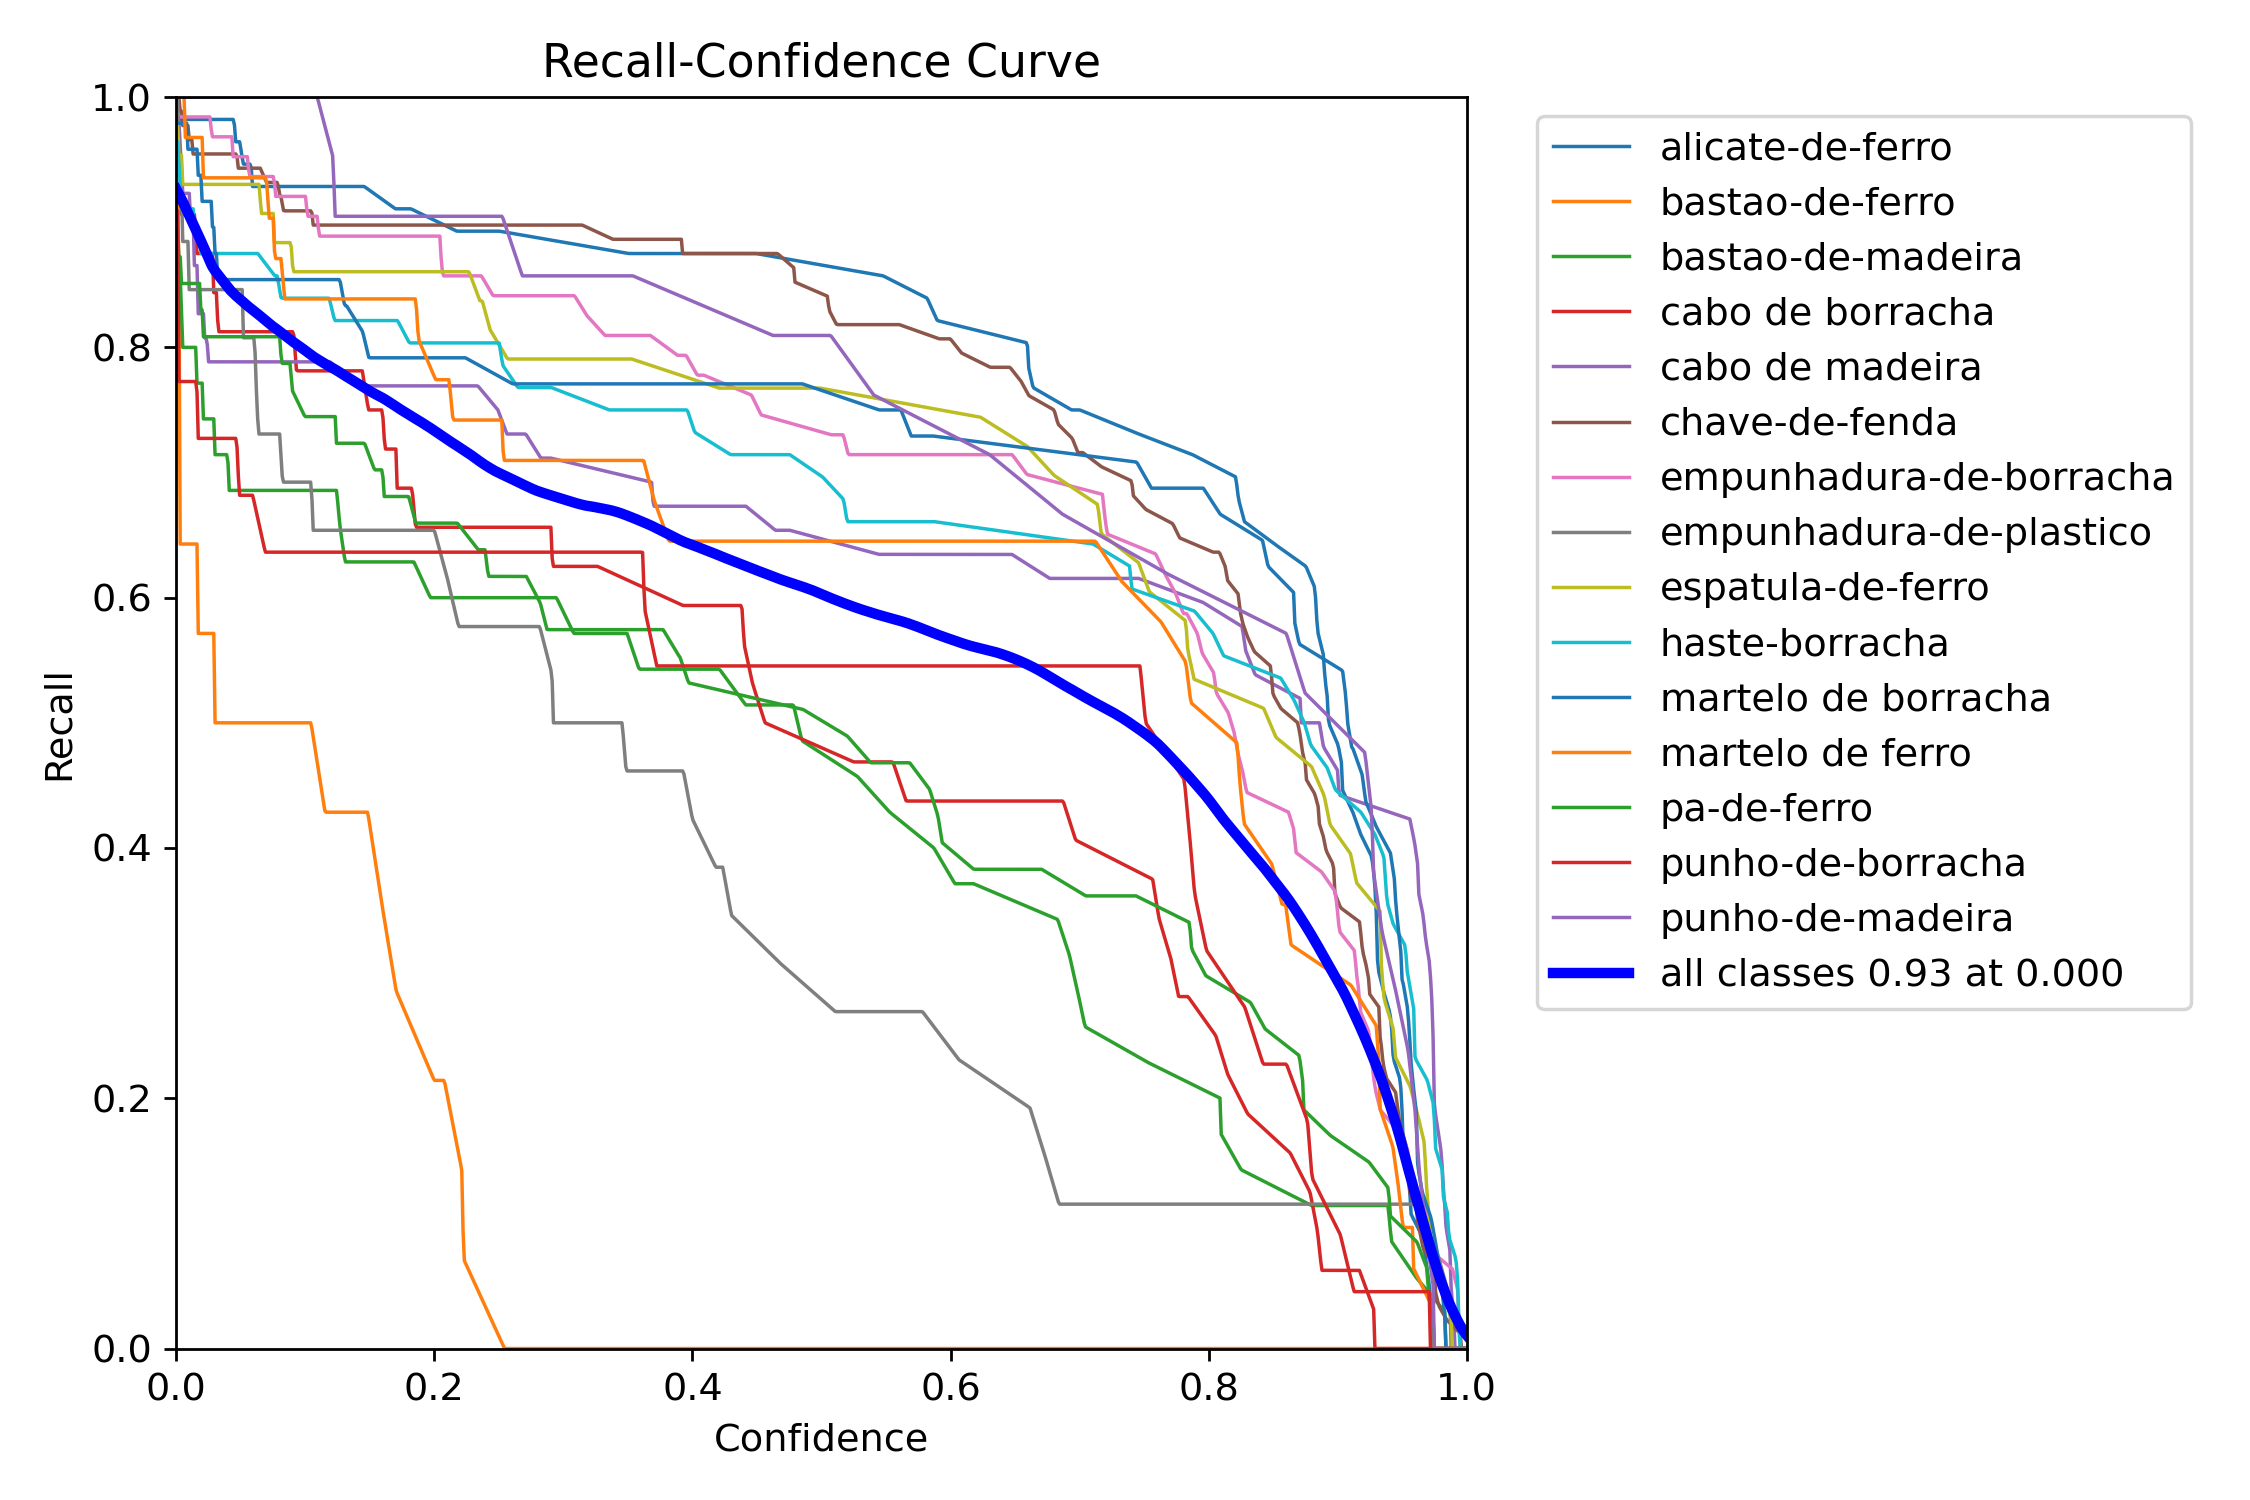 Recall-Confidence Curve
1.0
0.8
0.6
0.4
0.2
0.0
Recall
0.0 0.2 0.4 0.6 0.8 1.0
Confidence
alicate-de-ferro
bastao-de-ferro
bastao-de-madeira
cabo de borracha
cabo de madeira
chave-de-fenda
empunhadura-de-borracha
empunhadura-de-plastico
espatula-de-ferro
haste-borracha
martelo de borracha
martelo de ferro
pa-de-ferro
punho-de-borracha
punho-de-madeira
all classes 0.93 at 0.000